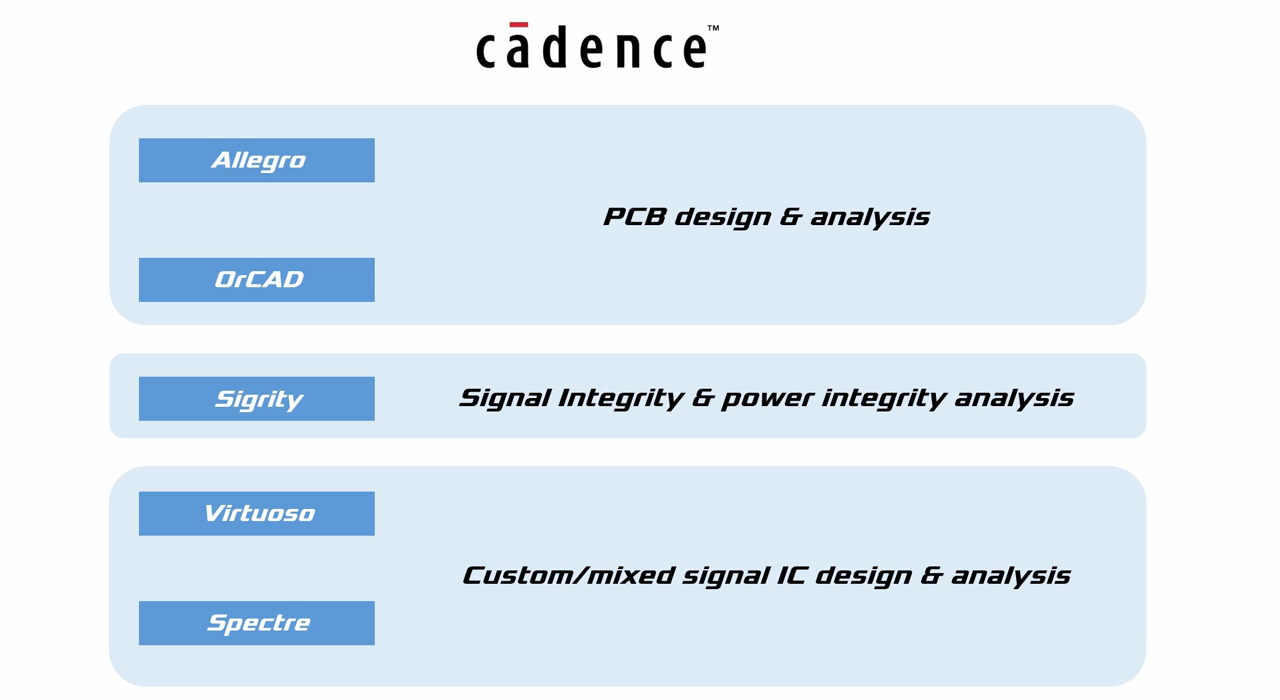 cādence™
Allegro
PCB design & analysis
OrCAD
Sigrity
Signal Integrity & power integrity analysis
Virtuoso
Custom/mixed signal IC design & analysis
Spectre